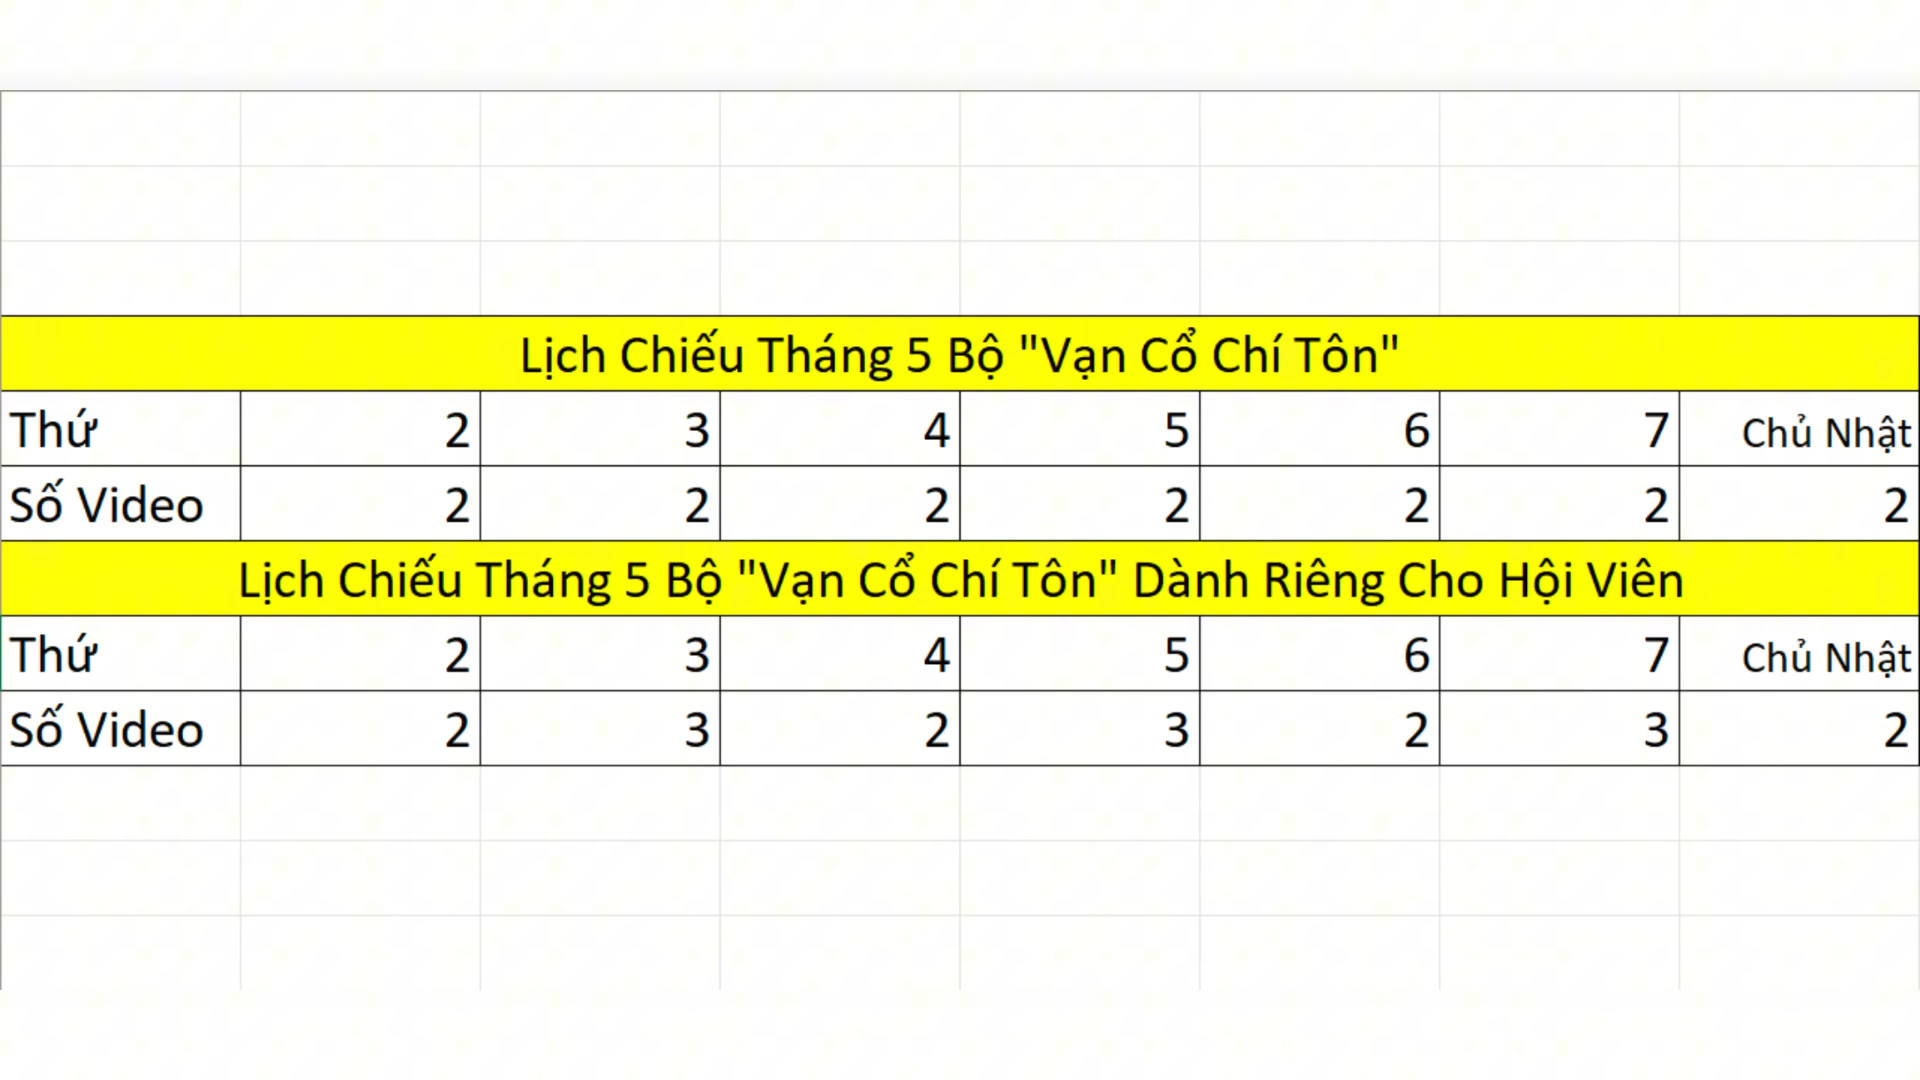 Lịch Chiếu Tháng 5 Bộ "Vạn Cổ Chí Tôn"
Thứ 2 3 4 5 6 7 Chủ Nhật
Số Video 2 2 2 2 2 2 2
Lịch Chiếu Tháng 5 Bộ "Vạn Cổ Chí Tôn" Dành Riêng Cho Hội Viên
Thứ 2 3 4 5 6 7 Chủ Nhật
Số Video 2 3 2 3 2 3 2